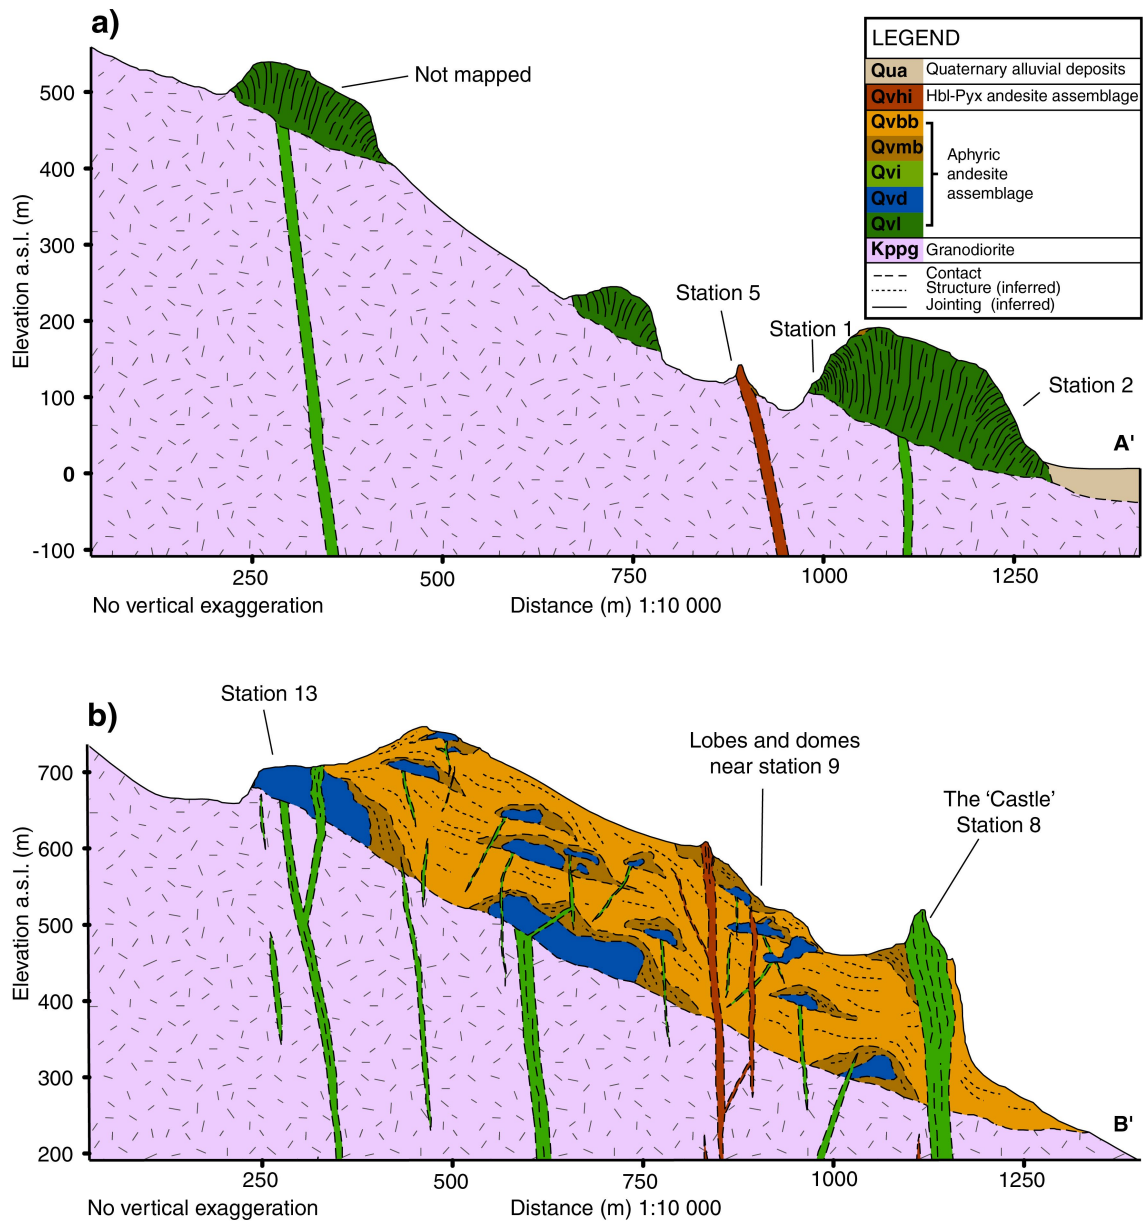 a)
Not mapped
Station 5
Station 1
Station 2
A'
Elevation a.s.l. (m)
500
400
300
200
100
0
-100
250
500
750
1000
1250
No vertical exaggeration
Distance (m) 1:10 000
LEGEND
Qua Quaternary alluvial deposits
Qvhi Hbl-Pyx andesite assemblage
Qvbb
Qvmb
Qvi
Qvd
Qvl
Aphyric
andesite
assemblage
Kppg Granodiorite
Contact
Structure (inferred)
Jointing (inferred)
b)
Station 13
Lobes and domes
near station 9
The ‘Castle’
Station 8
B'
Elevation a.s.l. (m)
700
600
500
400
300
200
250
500
750
1000
1250
No vertical exaggeration
Distance (m) 1:10 000